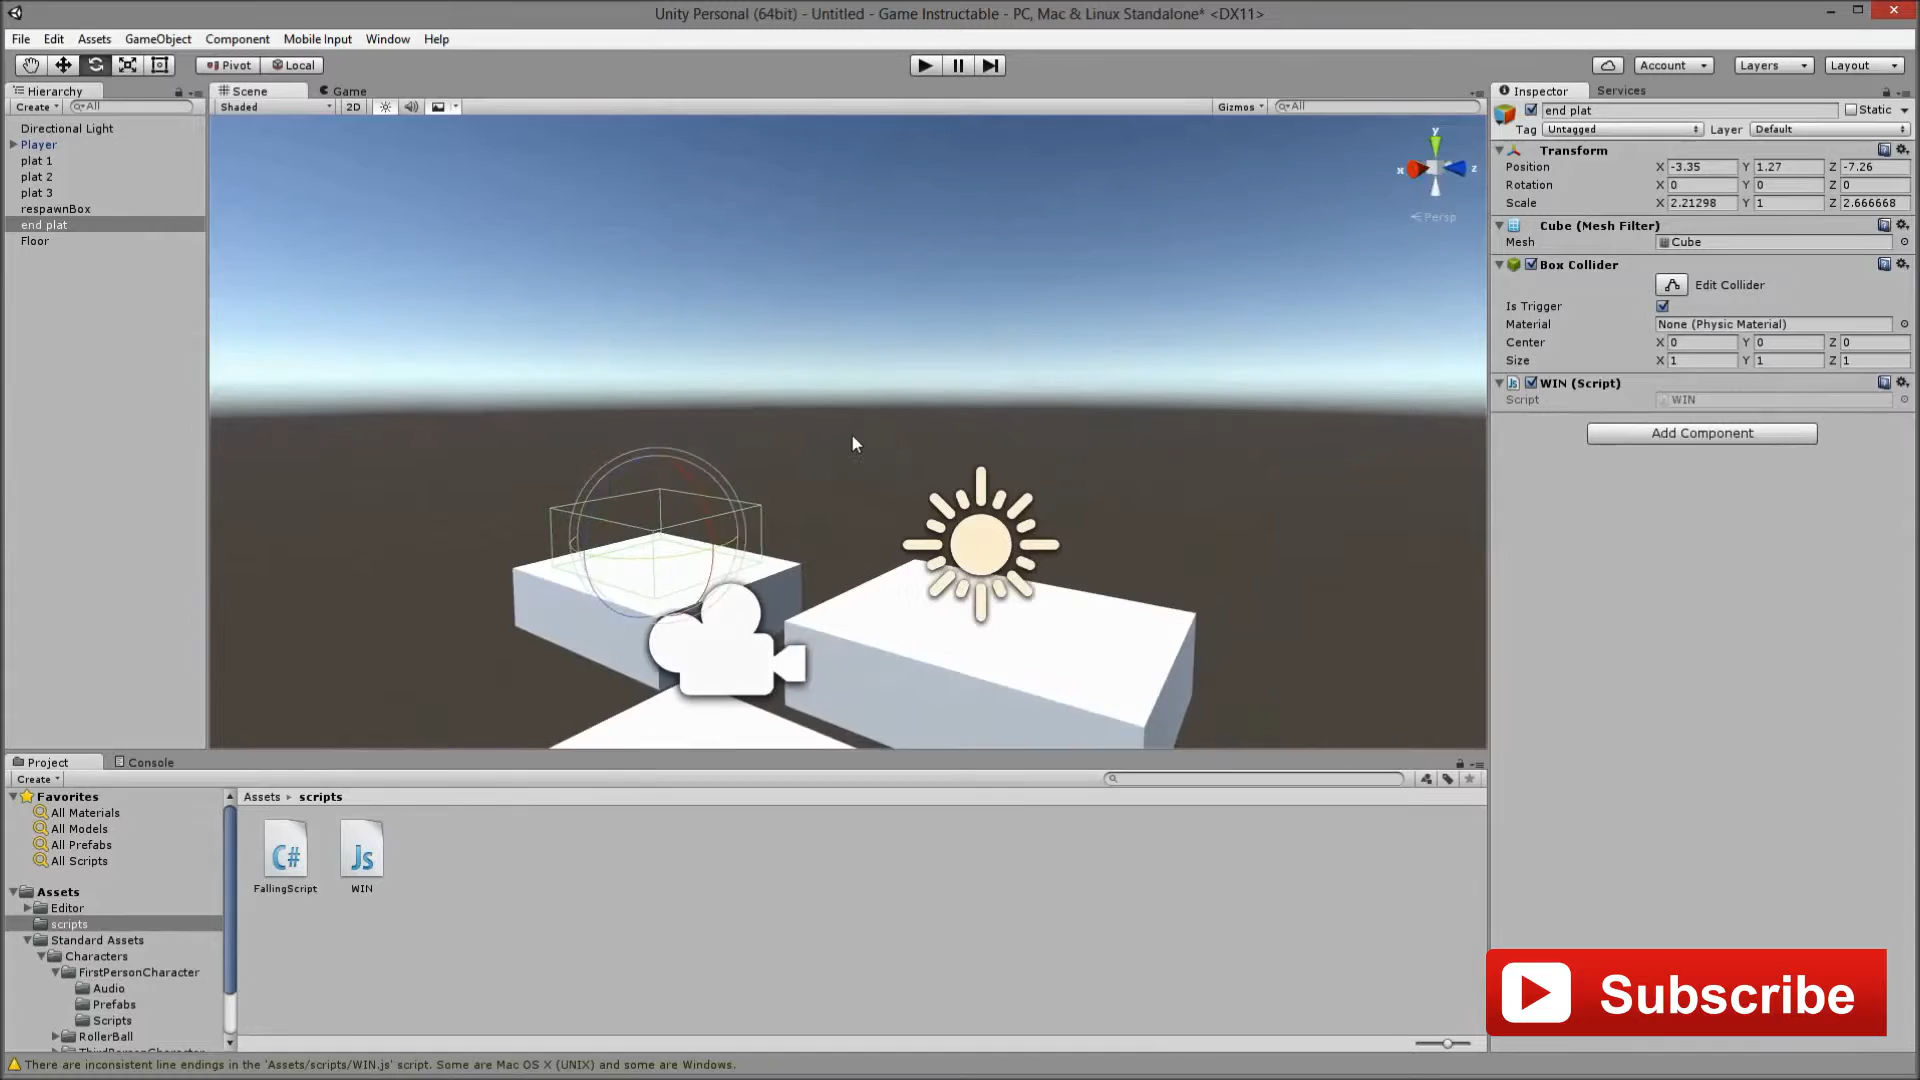 Unity Personal (64bit) - Untitled - Game Instructable - PC, Mac & Linux Standalone* <DX11>
File Edit Assets GameObject Component Mobile Input Window Help
Pivot Local Account Layers Layout
Hierarchy Scene Game Inspector Services
Create All Shaded 2D Gizmos All
end plat Static
Tag Untagged Layer Default
Directional Light
Player
plat 1
plat 2
plat 3
respawnBox
end plat
Floor
y
x
z
Persp
Transform
Position X -3.35 Y 1.27 Z -7.26
Rotation X 0 Y 0 Z 0
Scale X 2.21298 Y 1 Z 2.666668
Cube (Mesh Filter)
Mesh Cube
Box Collider
Edit Collider
Is Trigger
Material None (Physic Material)
Center X 0 Y 0 Z 0
Size X 1 Y 1 Z 1
Js WIN (Script)
Script WIN
Add Component
Project Console
Create
Favorites
All Materials
All Models
All Prefabs
All Scripts
Assets
Editor
scripts
Standard Assets
Characters
FirstPersonCharacter
Audio
Prefabs
Scripts
RollerBall
ThirdPersonCharacter
Assets scripts
C# Js
FallingScript WIN
Subscribe
There are inconsistent line endings in the 'Assets/scripts/WIN.js' script. Some are Mac OS X (UNIX) and some are Windows.